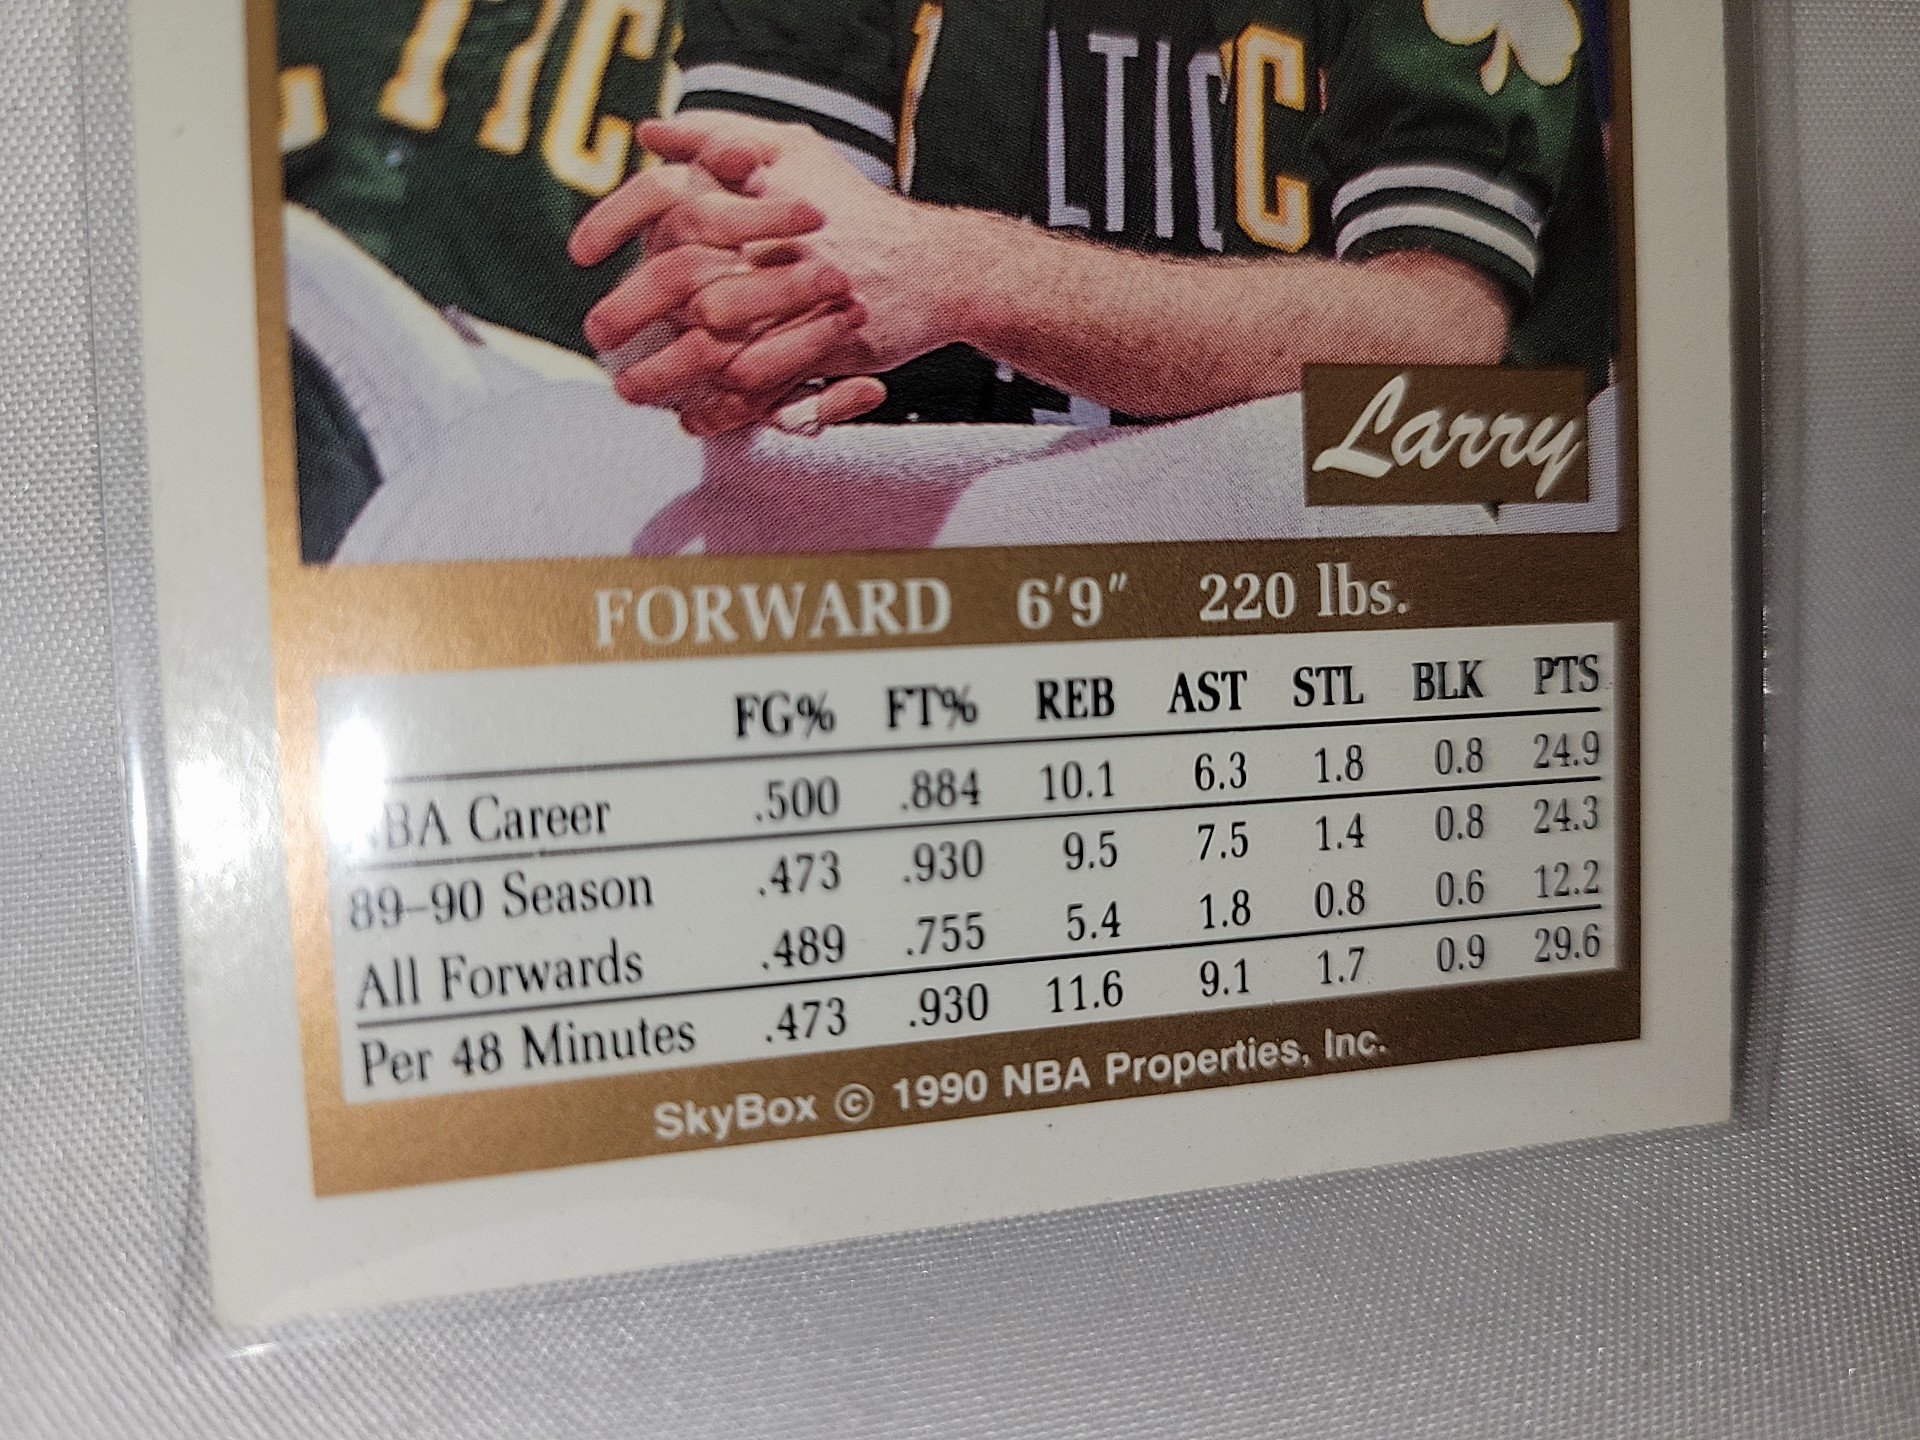 TIC
LTIC
Larry
FORWARD 6'9" 220 lbs.
FG% FT% REB AST STL BLK PTS
BA Career .500 .884 10.1 6.3 1.8 0.8 24.9
89–90 Season .473 .930 9.5 7.5 1.4 0.8 24.3
All Forwards .489 .755 5.4 1.8 0.8 0.6 12.2
Per 48 Minutes .473 .930 11.6 9.1 1.7 0.9 29.6
SkyBox © 1990 NBA Properties, Inc.